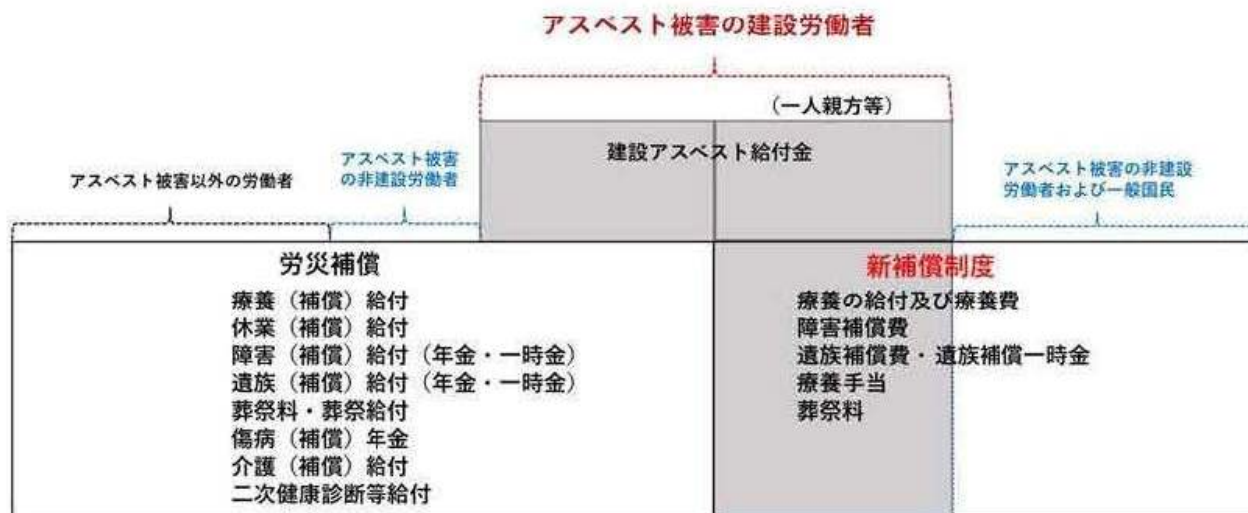 アスベスト被害の建設労働者
(一人親方等)
建設アスベスト給付金
アスベスト被害以外の労働者
アスベスト被害
の非建設労働者
アスベスト被害の非建設
労働者および一般国民
労災補償
療養（補償）給付
休業（補償）給付
障害（補償）給付（年金・一時金）
遺族（補償）給付（年金・一時金）
葬祭料・葬祭給付
傷病（補償）年金
介護（補償）給付
二次健康診断等給付
新補償制度
療養の給付及び療養費
障害補償費
遺族補償費・遺族補償一時金
療養手当
葬祭料